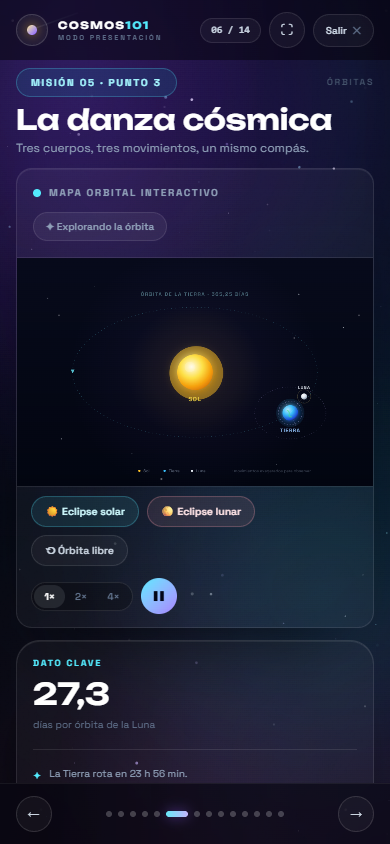 COSMOS101
MODO PRESENTACIÓN
06 / 14
Salir
MISIÓN 05 · PUNTO 3
ÓRBITAS
La danza cósmica
Tres cuerpos, tres movimientos, un mismo compás.
MAPA ORBITAL INTERACTIVO
Explorando la órbita
ÓRBITA DE LA TIERRA · 365,25 DÍAS
SOL
LUNA
TIERRA
Eclipse solar
Eclipse lunar
Órbita libre
1×
2×
4×
DATO CLAVE
27,3
días por órbita de la Luna
La Tierra rota en 23 h 56 min.